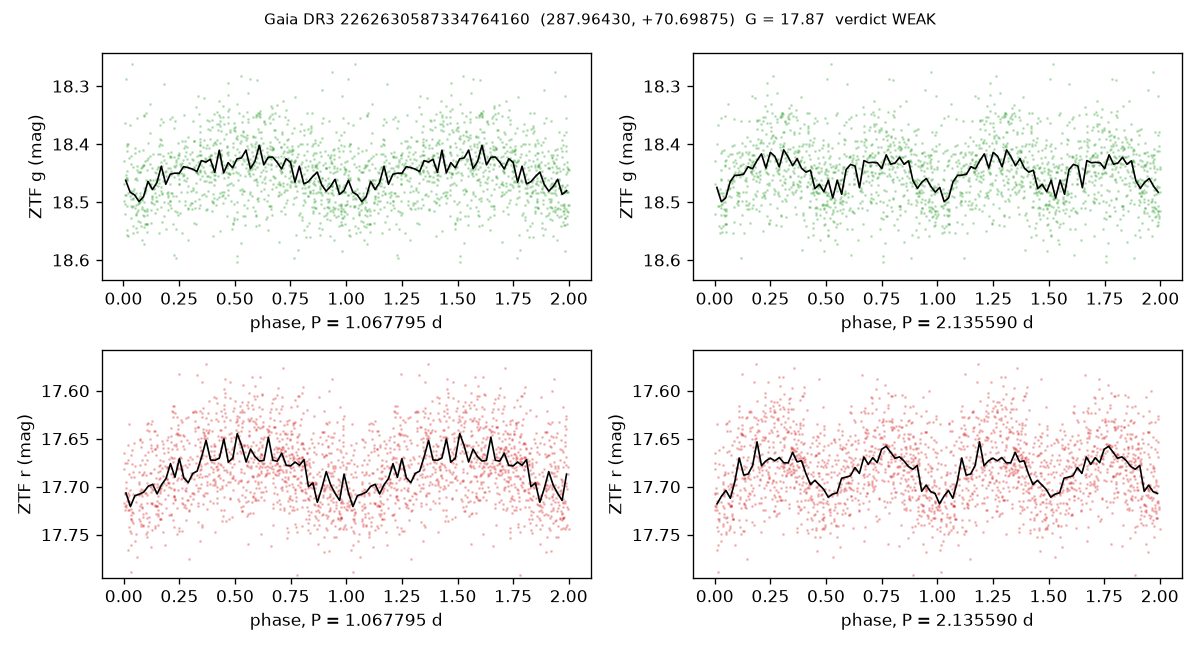 Gaia DR3 2262630587334764160 (287.96430, +70.69875) G = 17.87 verdict WEAK
ZTF g (mag)
18.3
18.4
18.5
18.6
0.00 0.25 0.50 0.75 1.00 1.25 1.50 1.75 2.00
phase, P = 1.067795 d
ZTF g (mag)
18.3
18.4
18.5
18.6
0.00 0.25 0.50 0.75 1.00 1.25 1.50 1.75 2.00
phase, P = 2.135590 d
ZTF r (mag)
17.60
17.65
17.70
17.75
0.00 0.25 0.50 0.75 1.00 1.25 1.50 1.75 2.00
phase, P = 1.067795 d
ZTF r (mag)
17.60
17.65
17.70
17.75
0.00 0.25 0.50 0.75 1.00 1.25 1.50 1.75 2.00
phase, P = 2.135590 d